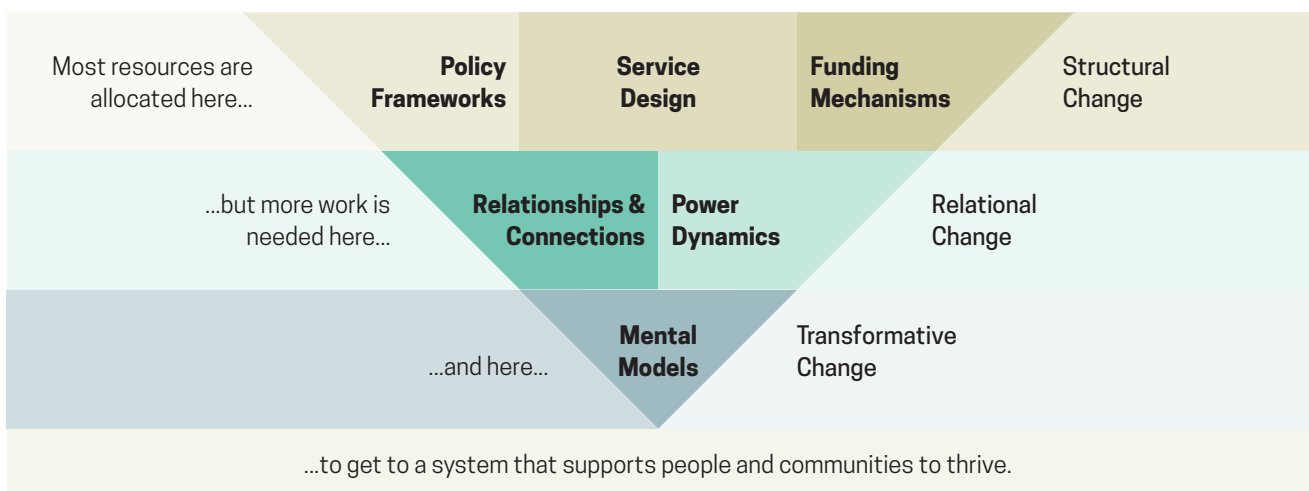 Most resources are
allocated here...
Policy
Frameworks
Service
Design
Funding
Mechanisms
Structural
Change
...but more work is
needed here...
Relationships &
Connections
Power
Dynamics
Relational
Change
...and here...
Mental
Models
Transformative
Change
...to get to a system that supports people and communities to thrive.